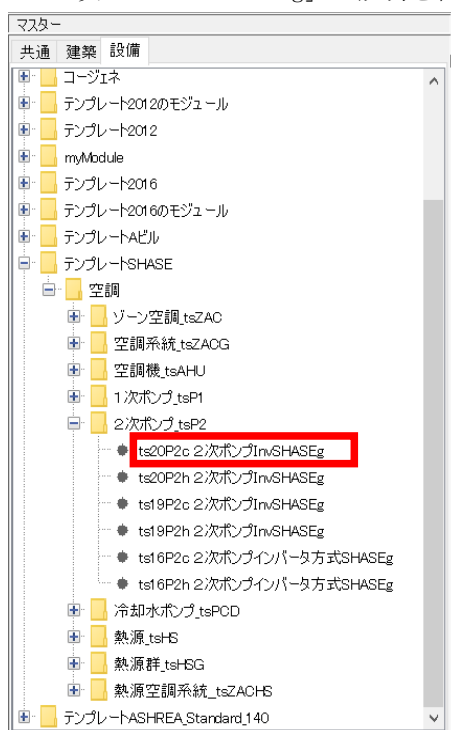 マスター
共通 建築 設備
コージェネ
テンプレート2012のモジュール
テンプレート2012
myModule
テンプレート2016
テンプレート2016のモジュール
テンプレートAビル
テンプレートSHASE
空調
ゾーン空調_tsZAC
空調系統_tsZACG
空調機_tsAHU
1次ポンプ_tsP1
2次ポンプ_tsP2
ts20P2c 2次ポンプInvSHASEg
ts20P2h 2次ポンプInvSHASEg
ts19P2c 2次ポンプInvSHASEg
ts19P2h 2次ポンプInvSHASEg
ts16P2c 2次ポンプインバータ方式SHASEg
ts16P2h 2次ポンプインバータ方式SHASEg
冷却水ポンプ_tsPCD
熱源_tsHS
熱源群_tsHSG
熱源空調系統_tsZACHS
テンプレートASHREA_Standard_140